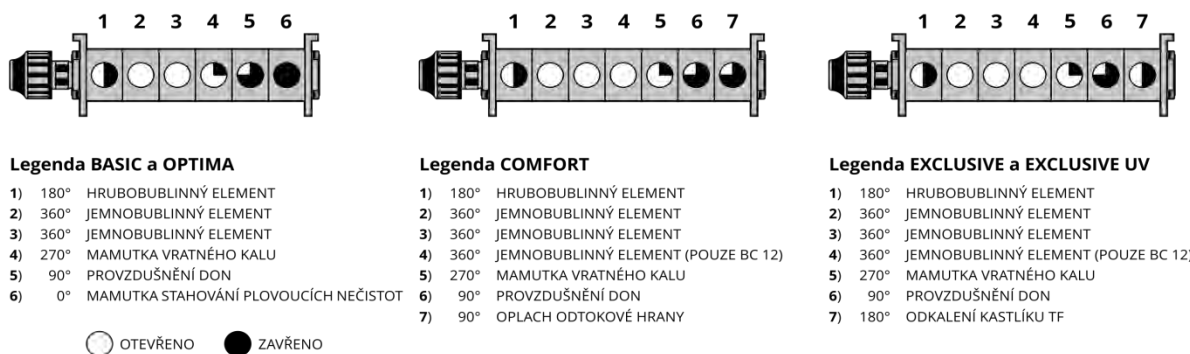 1 2 3 4 5 6
Legenda BASIC a OPTIMA
1) 180° HRUBOBUBLINNÝ ELEMENT
2) 360° JEMNOBUBLINNÝ ELEMENT
3) 360° JEMNOBUBLINNÝ ELEMENT
4) 270° MAMUTKA VRATNÉHO KALU
5) 90° PROVZDUŠNĚNÍ DON
6) 0° MAMUTKA STAHOVÁNÍ PLOVOUCÍCH NEČISTOT
OTEVŘENO ZAVŘENO
1 2 3 4 5 6 7
Legenda COMFORT
1) 180° HRUBOBUBLINNÝ ELEMENT
2) 360° JEMNOBUBLINNÝ ELEMENT
3) 360° JEMNOBUBLINNÝ ELEMENT
4) 360° JEMNOBUBLINNÝ ELEMENT (POUZE BC 12)
5) 270° MAMUTKA VRATNÉHO KALU
6) 90° PROVZDUŠNĚNÍ DON
7) 90° OPLACH ODTOKOVÉ HRANY
1 2 3 4 5 6 7
Legenda EXCLUSIVE a EXCLUSIVE UV
1) 180° HRUBOBUBLINNÝ ELEMENT
2) 360° JEMNOBUBLINNÝ ELEMENT
3) 360° JEMNOBUBLINNÝ ELEMENT
4) 360° JEMNOBUBLINNÝ ELEMENT (POUZE BC 12)
5) 270° MAMUTKA VRATNÉHO KALU
6) 90° PROVZDUŠNĚNÍ DON
7) 180° ODKALENÍ KASTLÍKU TF